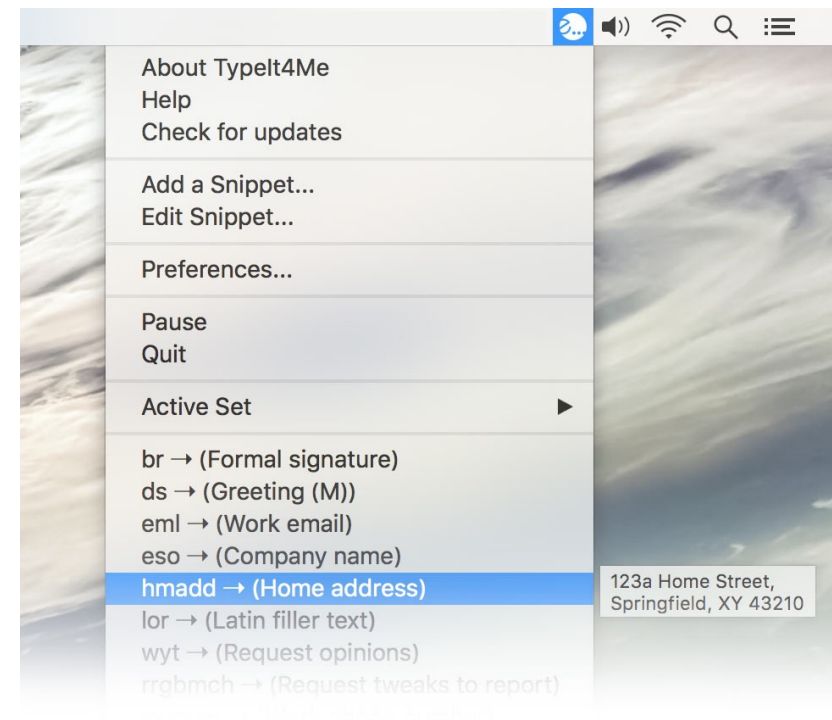 About TypeIt4Me
Help
Check for updates
Add a Snippet...
Edit Snippet...
Preferences...
Pause
Quit
Active Set
br → (Formal signature)
ds → (Greeting (M))
eml → (Work email)
eso → (Company name)
hmadd → (Home address)
123a Home Street,
Springfield, XY 43210
lor → (Latin filler text)
wyt → (Request opinions)
rrgbmch → (Request tweaks to report)